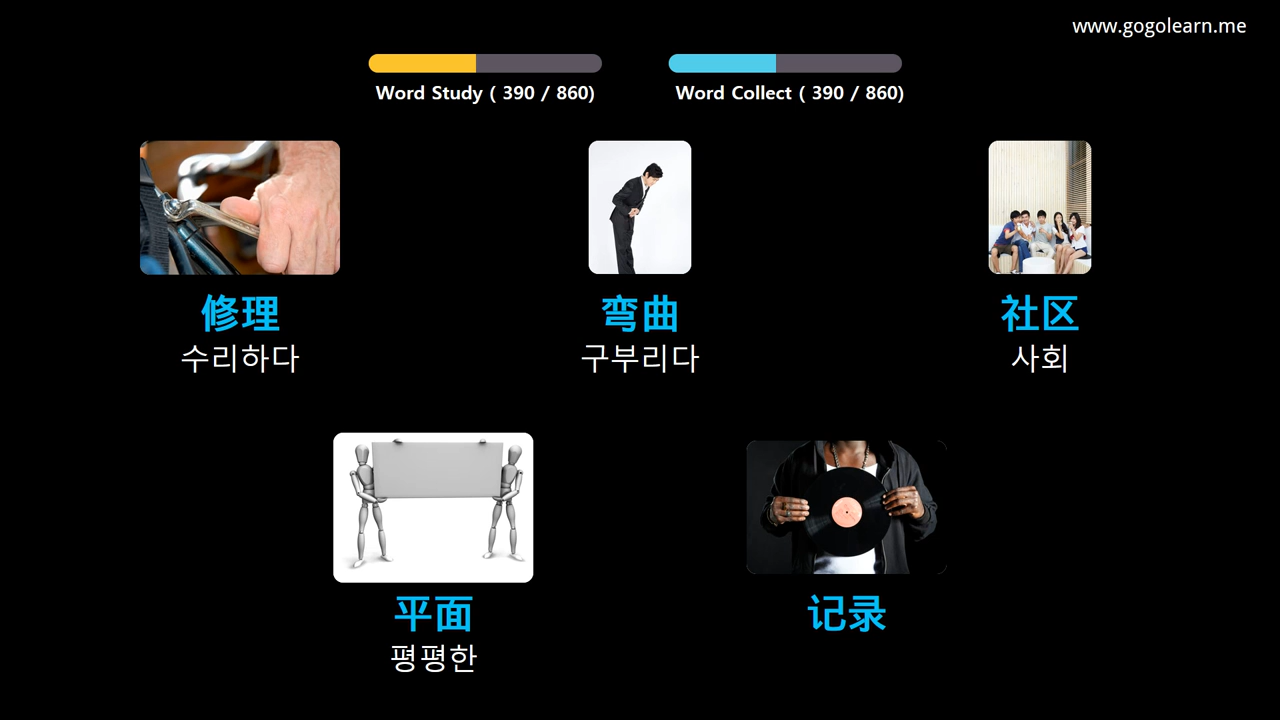 www.gogolearn.me
Word Study ( 390 / 860)
Word Collect ( 390 / 860)
修理
수리하다
弯曲
구부리다
社区
사회
平面
평평한
记录